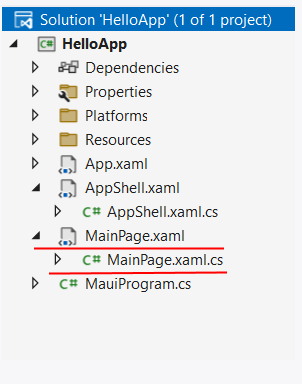 Solution 'HelloApp' (1 of 1 project)
C# HelloApp
Dependencies
Properties
Platforms
Resources
App.xaml
AppShell.xaml
C# AppShell.xaml.cs
MainPage.xaml
C# MainPage.xaml.cs
C# MauiProgram.cs